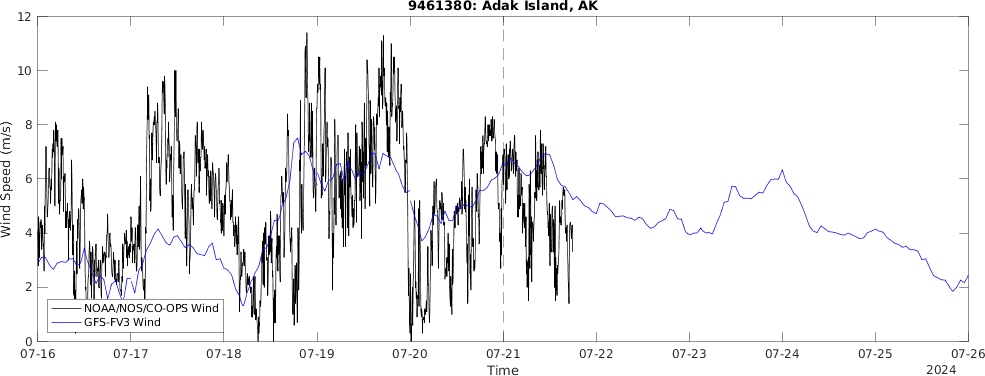 9461380: Adak Island, AK
12
10
8
6
4
2
0
Wind Speed (m/s)
NOAA/NOS/CO-OPS Wind
GFS-FV3 Wind
07-16 07-17 07-18 07-19 07-20 07-21 07-22 07-23 07-24 07-25 07-26
Time
2024